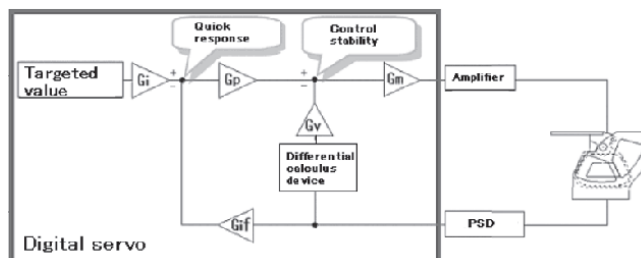 Quick
response
Control
stability
Targeted
value
Gi
+
−
Gp
+
−
Gm
Amplifier
Gv
Differential
calculus
device
Gif
PSD
Digital servo